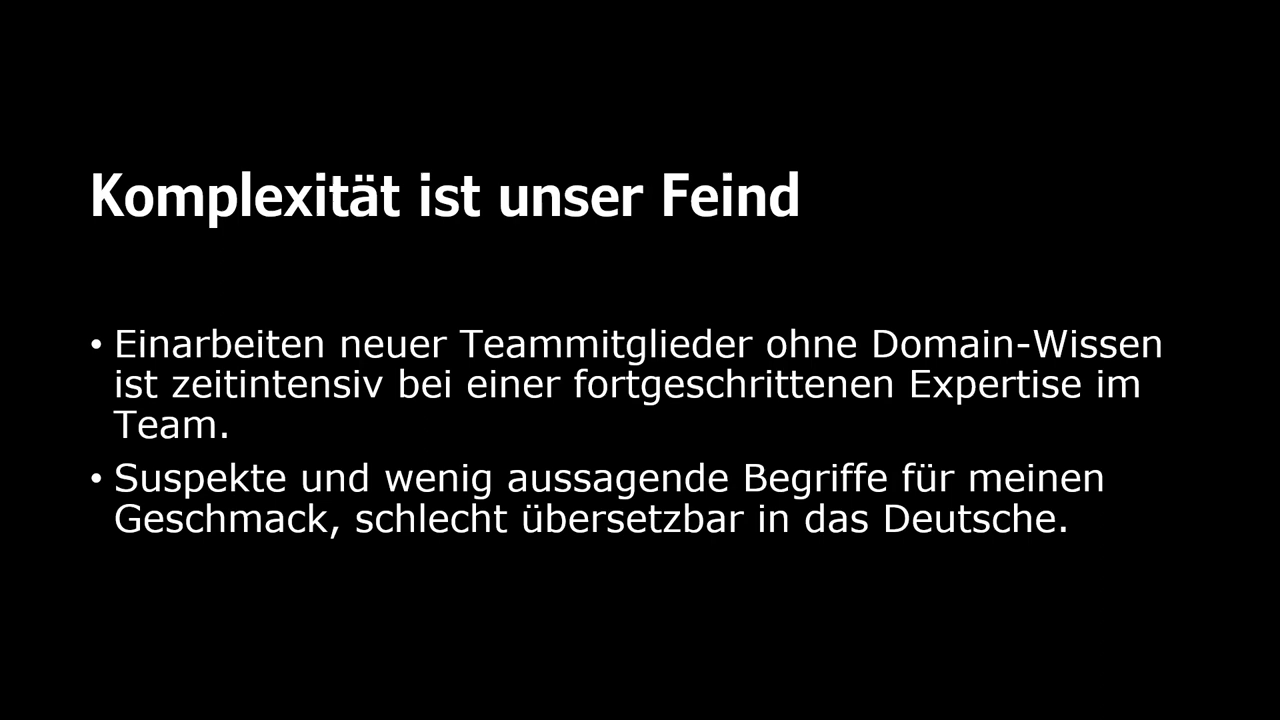 Komplexität ist unser Feind
• Einarbeiten neuer Teammitglieder ohne Domain-Wissen
ist zeitintensiv bei einer fortgeschrittenen Expertise im
Team.
• Suspekte und wenig aussagende Begriffe für meinen
Geschmack, schlecht übersetzbar in das Deutsche.